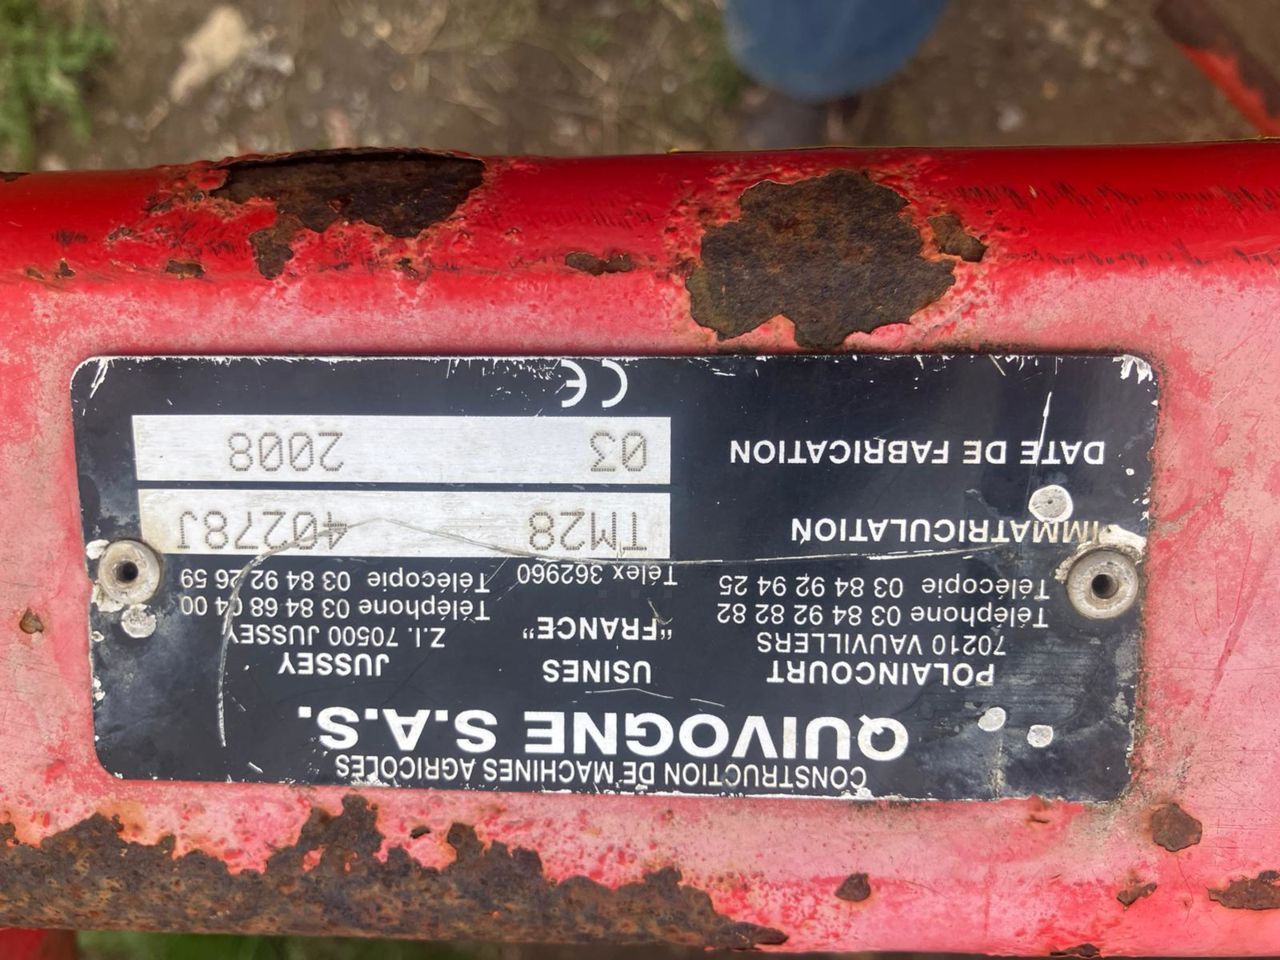 CONSTRUCTION DE MACHINES AGRICOLES
QUIVOGNE S.A.S.
POLAINCOURT
70210 VAUVILLERS
Téléphone 03 84 92 82 82
Télécopie 03 84 92 94 25
USINES
"FRANCE"
Télex 362960
JUSSEY
Z.I. 70500 JUSSEY
Téléphone 03 84 68 04 00
Télécopie 03 84 92 26 59
IMMATRICULATION TM28 40278J
DATE DE FABRICATION 03 2008
CE